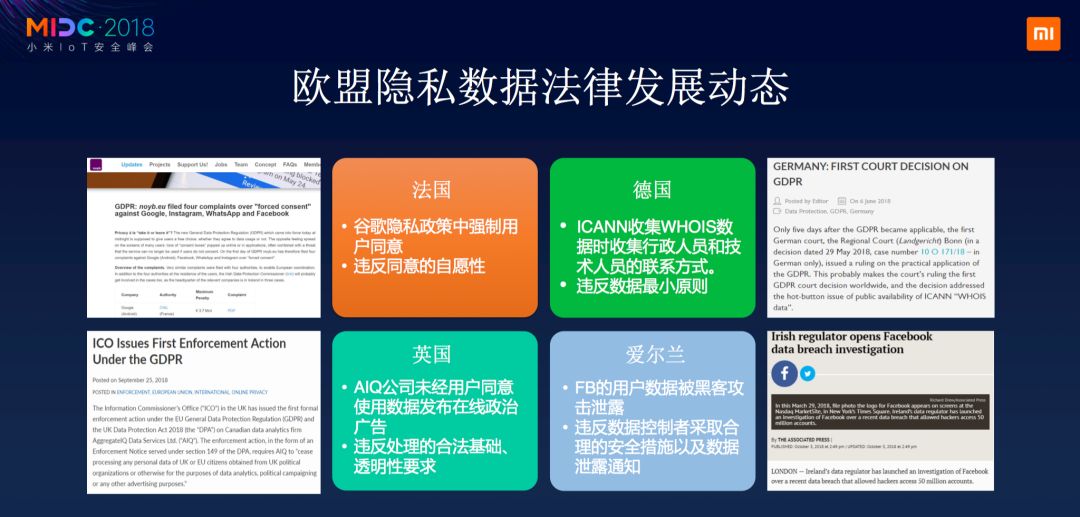 MIDC·2018
小米IoT安全峰会
mi
欧盟隐私数据法律发展动态
Updates Projects Support Us! Jobs Team Concept FAQs
GDPR: noyb.eu filed four complaints over "forced consent"
against Google, Instagram, WhatsApp and Facebook
Company Authority Maximum Penalty Complaint
Google
(Android)
(France)
法国
• 谷歌隐私政策中强制用
户同意
• 违反同意的自愿性
德国
• ICANN收集WHOIS数
据时收集行政人员和技
术人员的联系方式。
• 违反数据最小原则
GERMANY: FIRST COURT DECISION ON
GDPR
Posted by Editor On 6 June 2018
Data Protection, GDPR, Germany
Only five days after the GDPR became applicable, the first
German court, the Regional Court (Landgericht) Bonn (in a
decision dated 29 May 2018, case number 10 O 171/18 – in
German only), issued a ruling on the practical application of
the GDPR. This probably makes the court's ruling the first
GDPR court decision worldwide, and the decision addressed
the hot-button issue of public availability of ICANN "WHOIS
data".
ICO Issues First Enforcement Action
Under the GDPR
Posted on September 25, 2018
POSTED IN ENFORCEMENT, EUROPEAN UNION, INTERNATIONAL, ONLINE PRIVACY
The Information Commissioner's Office ("ICO") in the UK has issued the first formal
enforcement action under the EU General Data Protection Regulation (GDPR) and
the UK Data Protection Act 2018 (the "DPA") on Canadian data analytics firm
AggregateIQ Data Services Ltd. ("AIQ"). The enforcement action, in the form of an
Enforcement Notice served under section 149 of the DPA, requires AIQ to "cease
processing any personal data of UK or EU citizens obtained from UK political
organizations or otherwise for the purposes of data analytics, political campaigning
or any other advertising purposes."
英国
• AIQ公司未经用户同意
使用数据发布在线政治
广告
• 违反处理的合法基础、
透明性要求
爱尔兰
• FB的用户数据被黑客攻
击泄露
• 违反数据控制者采取合
理的安全措施以及数据
泄露通知
Irish regulator opens Facebook
data breach investigation
Richard Drew/Associated Press
In this March 29, 2018, file photo the logo for Facebook appears on screens at the
Nasdaq MarketSite, in New York's Times Square. Ireland's data regulator has launched an
investigation of Facebook over a recent data breach that allowed hackers access 50
million accounts.
By THE ASSOCIATED PRESS |
PUBLISHED: October 3, 2018 at 2:49 pm | UPDATED: October 3, 2018 at 2:49 pm
LONDON — Ireland's data regulator has launched an investigation of Facebook
over a recent data breach that allowed hackers access 50 million accounts.